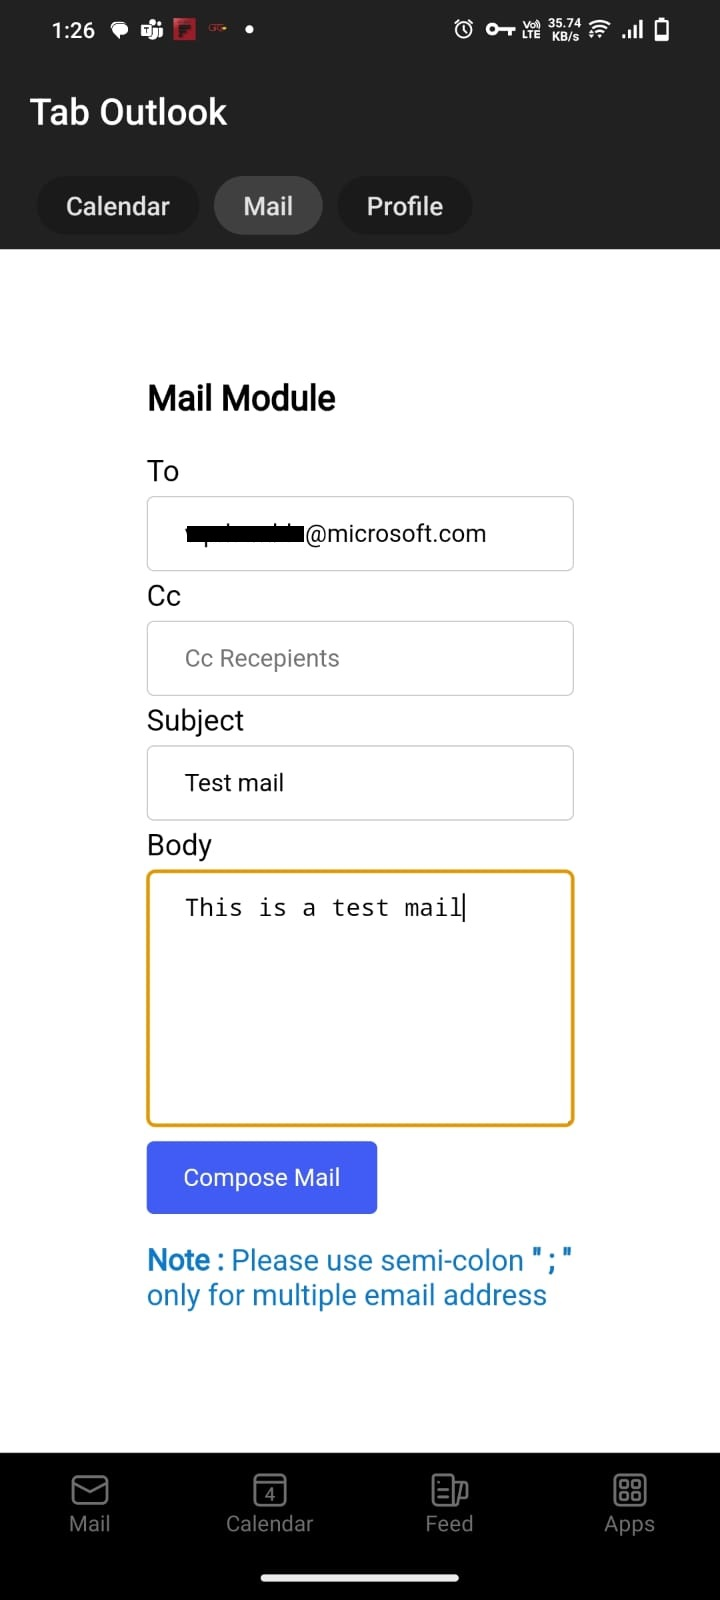 1:26
Vo)) LTE
35.74 KB/s
Tab Outlook
Calendar Mail Profile
Mail Module
To
@microsoft.com
Cc
Cc Recepients
Subject
Test mail
Body
This is a test mail
Compose Mail
Note : Please use semi-colon " ; "
only for multiple email address
4
Mail Calendar Feed Apps